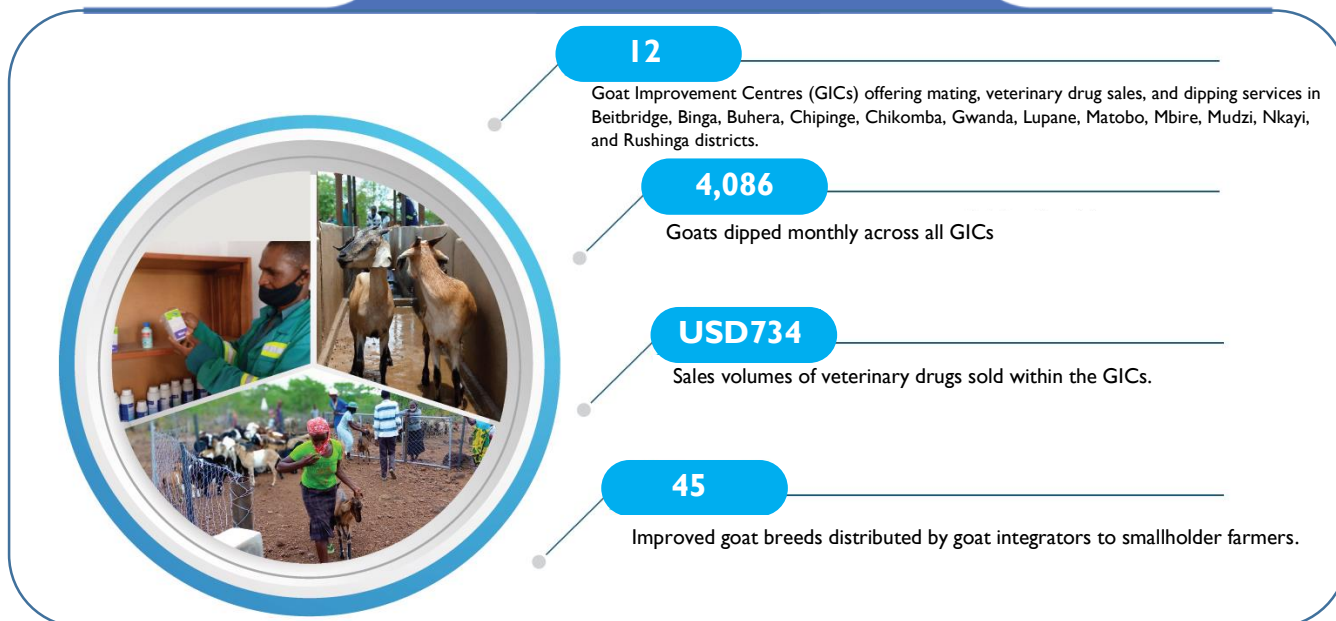 12
Goat Improvement Centres (GICs) offering mating, veterinary drug sales, and dipping services in
Beitbridge, Binga, Buhera, Chipinge, Chikomba, Gwanda, Lupane, Matobo, Mbire, Mudzi, Nkayi,
and Rushinga districts.
4,086
Goats dipped monthly across all GICs
USD734
Sales volumes of veterinary drugs sold within the GICs.
45
Improved goat breeds distributed by goat integrators to smallholder farmers.